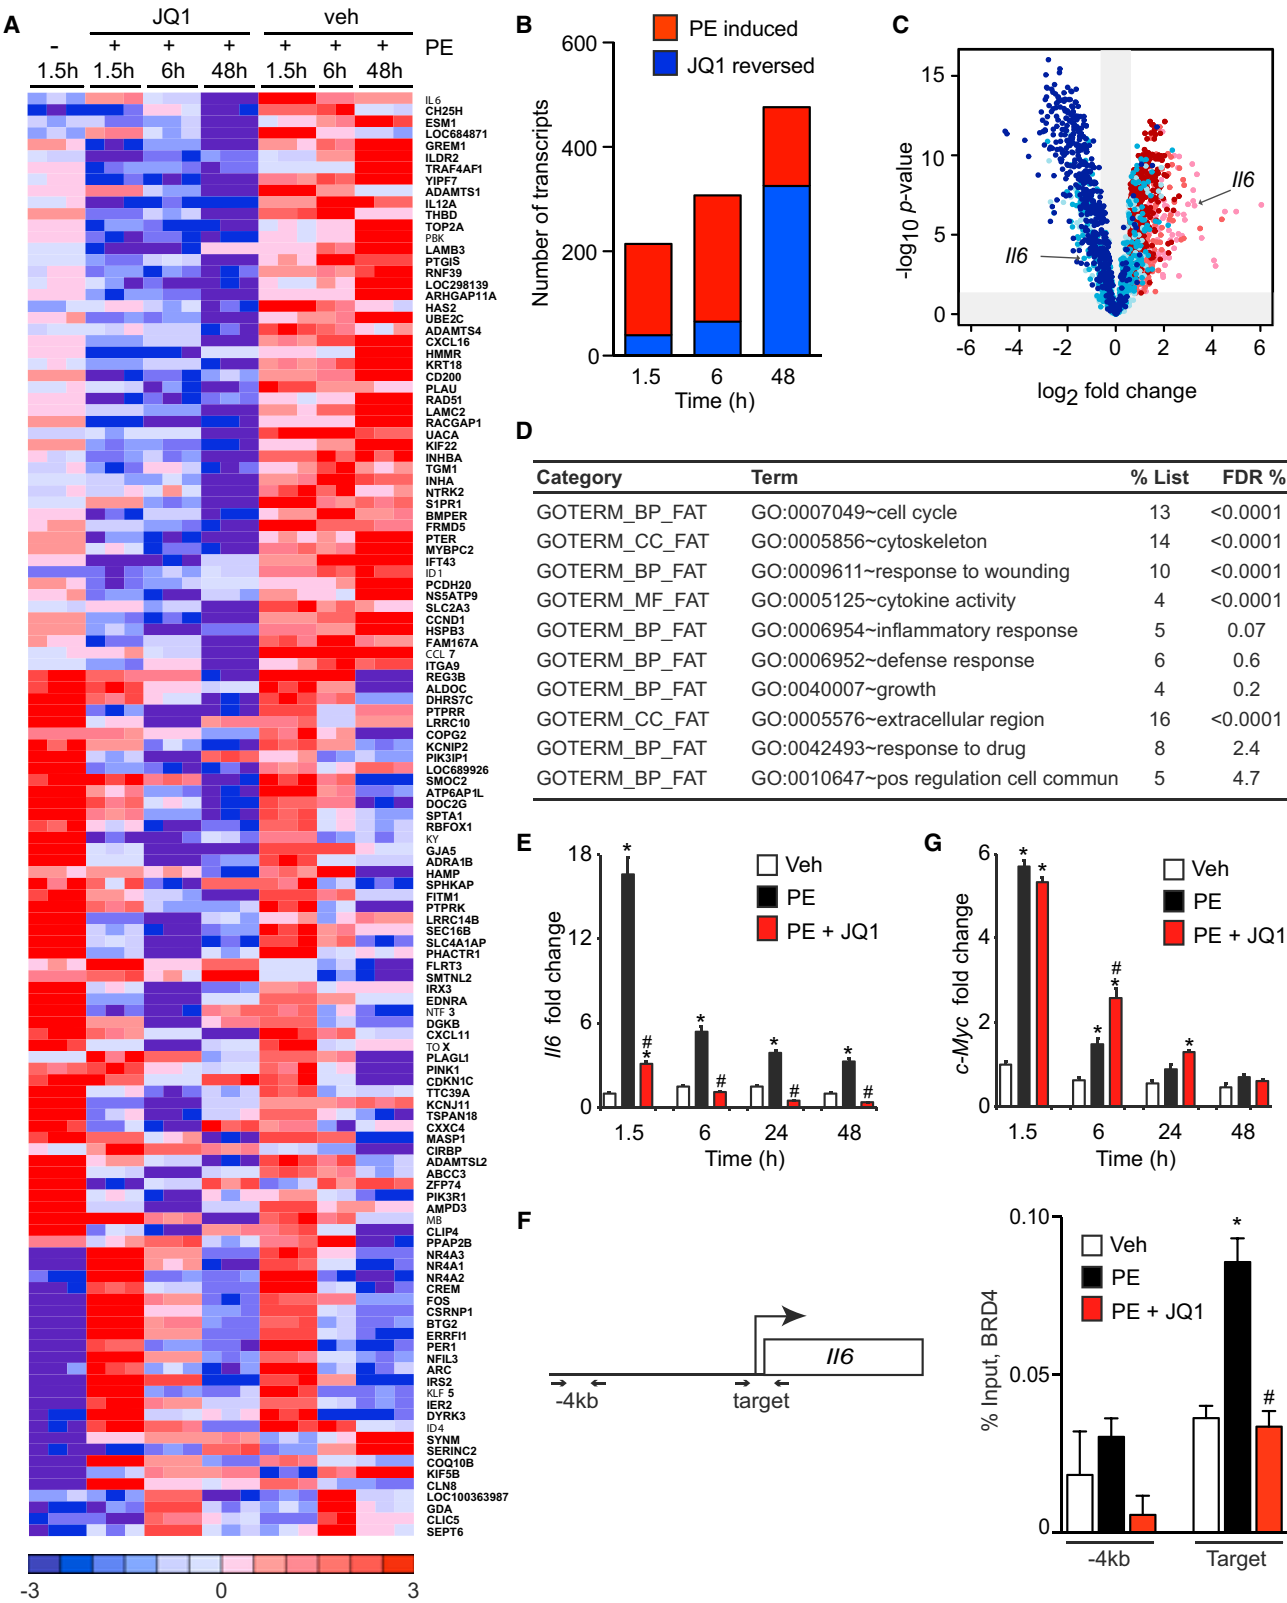 A
JQ1 veh
- + + + + + + PE
1.5h 1.5h 6h 48h 1.5h 6h 48h
IL6
CH25H
ESM1
LOC684871
GREM1
ILDR2
TRAF4AF1
YIPF7
ADAMTS1
IL12A
THBD
TOP2A
PBK
LAMB3
PTGIS
RNF39
LOC298139
ARHGAP11A
HAS2
UBE2C
ADAMTS4
CXCL16
HMMR
KRT18
CD200
PLAU
RAD51
LAMC2
RACGAP1
UACA
KIF22
INHBA
TGM1
INHA
NTRK2
S1PR1
BMPER
FRMD5
PTER
MYBPC2
IFT43
ID1
PCDH20
NS5ATP9
SLC2A3
CCND1
HSPB3
FAM167A
CCL 7
ITGA9
REG3B
ALDOC
DHRS7C
PTPRR
LRRC10
COPG2
KCNIP2
PIK3IP1
LOC689926
SMOC2
ATP6AP1L
DOC2G
SPTA1
RBFOX1
KY
GJA5
ADRA1B
HAMP
SPHKAP
FITM1
PTPRK
LRRC14B
SEC16B
SLC4A1AP
PHACTR1
FLRT3
SMTNL2
IRX3
EDNRA
NTF 3
DGKB
CXCL11
TO X
PLAGL1
PINK1
CDKN1C
TTC39A
KCNJ11
TSPAN18
CXXC4
MASP1
CIRBP
ADAMTSL2
ABCC3
ZFP74
PIK3R1
AMPD3
MB
CLIP4
PPAP2B
NR4A3
NR4A1
NR4A2
CREM
FOS
CSRNP1
BTG2
ERRFI1
PER1
NFIL3
ARC
IRS2
KLF 5
IER2
DYRK3
ID4
SYNM
SERINC2
COQ10B
KIF5B
CLN8
LOC100363987
GDA
CLIC5
SEPT6
-3 0 3
B
PE induced
JQ1 reversed
Number of transcripts
600
400
200
0
1.5 6 48
Time (h)
C
-log10 p-value
15
10
5
0
Il6
Il6
-6 -4 -2 0 2 4 6
log2 fold change
D
Category Term % List FDR %
GOTERM_BP_FAT GO:0007049~cell cycle 13 <0.0001
GOTERM_CC_FAT GO:0005856~cytoskeleton 14 <0.0001
GOTERM_BP_FAT GO:0009611~response to wounding 10 <0.0001
GOTERM_MF_FAT GO:0005125~cytokine activity 4 <0.0001
GOTERM_BP_FAT GO:0006954~inflammatory response 5 0.07
GOTERM_BP_FAT GO:0006952~defense response 6 0.6
GOTERM_BP_FAT GO:0040007~growth 4 0.2
GOTERM_CC_FAT GO:0005576~extracellular region 16 <0.0001
GOTERM_BP_FAT GO:0042493~response to drug 8 2.4
GOTERM_BP_FAT GO:0010647~pos regulation cell commun 5 4.7
E
Il6 fold change
18
12
6
0
Veh
PE
PE + JQ1
* # * * # * # * #
1.5 6 24 48
Time (h)
G
c-Myc fold change
6
4
2
0
Veh
PE
PE + JQ1
* * * # * *
1.5 6 24 48
Time (h)
F
Il6
-4kb target
% Input, BRD4
0.10
0.05
0
Veh
PE
PE + JQ1
* #
-4kb Target